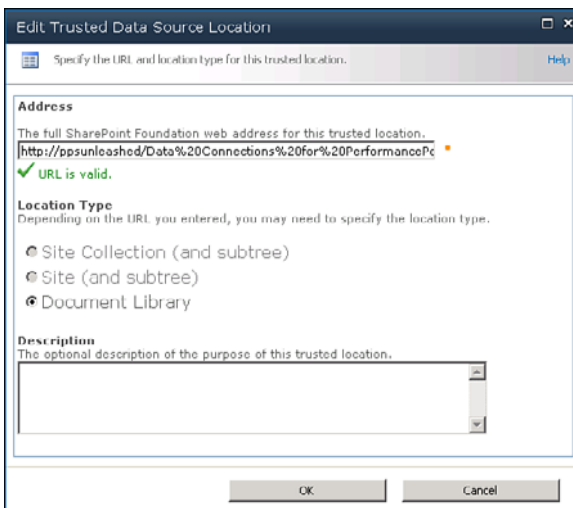 Edit Trusted Data Source Location
Specify the URL and location type for this trusted location.
Help
Address
The full SharePoint Foundation web address for this trusted location.
http://ppsunleashed/Data%20Connections%20for%20PerformancePo
URL is valid.
Location Type
Depending on the URL you entered, you may need to specify the location type.
Site Collection (and subtree)
Site (and subtree)
Document Library
Description
The optional description of the purpose of this trusted location.
OK
Cancel